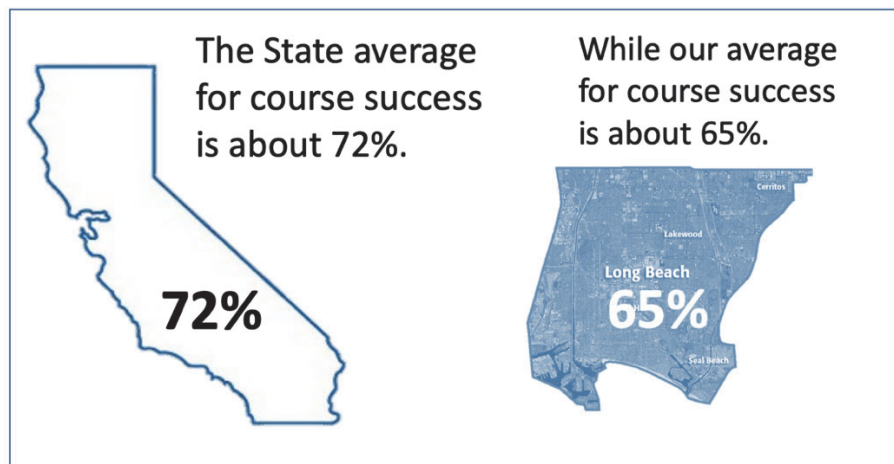 The State average
for course success
is about 72%.
72%
While our average
for course success
is about 65%.
Cerritos
Lakewood
Long Beach
65%
Seal Beach